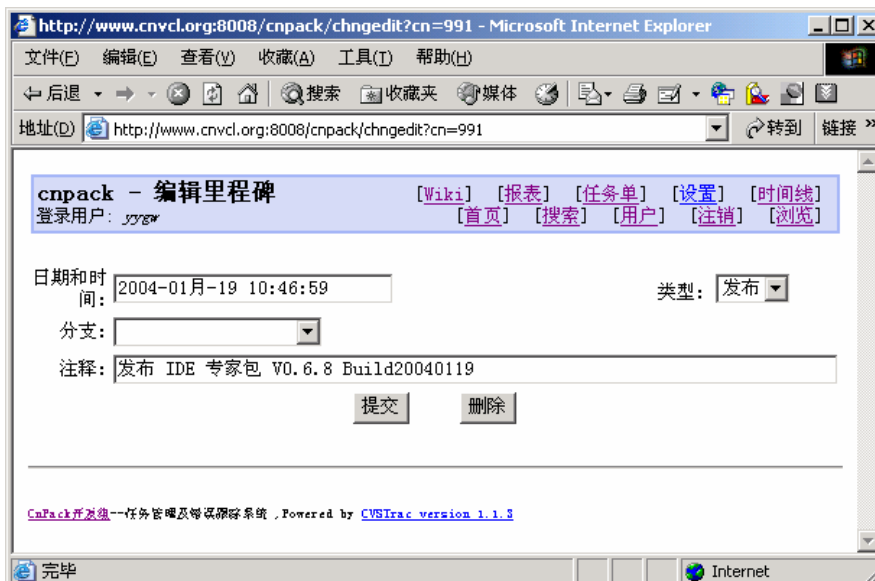 http://www.cnvcl.org:8008/cnpack/chngedit?cn=991 - Microsoft Internet Explorer
文件(F) 编辑(E) 查看(V) 收藏(A) 工具(T) 帮助(H)
后退 搜索 收藏夹 媒体
地址(D) http://www.cnvcl.org:8008/cnpack/chngedit?cn=991 转到 链接 »
cnpack - 编辑里程碑 [Wiki] [报表] [任务单] [设置] [时间线]
登录用户: yygw [首页] [搜索] [用户] [注销] [浏览]
日期和时间: 2004-01月-19 10:46:59 类型: 发布
分支:
注释: 发布 IDE 专家包 V0.6.8 Build20040119
提交 删除
CnPack开发组--任务管理及错误跟踪系统 ,Powered by CVSTrac version 1.1.3
完毕 Internet